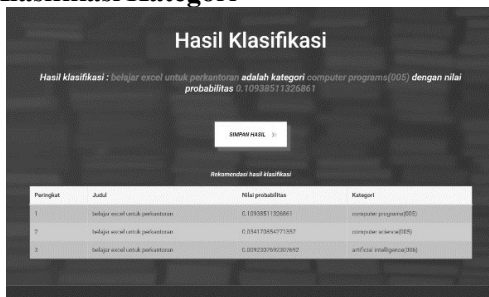 Hasil Klasifikasi
Hasil klasifikasi : belajar excel untuk perkantoran adalah kategori computer programs(005) dengan nilai
probabilitas 0.10938511326861
SIMPAN HASIL
Rekomendasi hasil klasifikasi
Peringkat Judul Nilai probabilitas Kategori
1 belajar excel untuk perkantoran 0.10938511326861 computer programs(005)
2 belajar excel untuk perkantoran computer science(005)
3 belajar excel untuk perkantoran artificial intelligence(006)